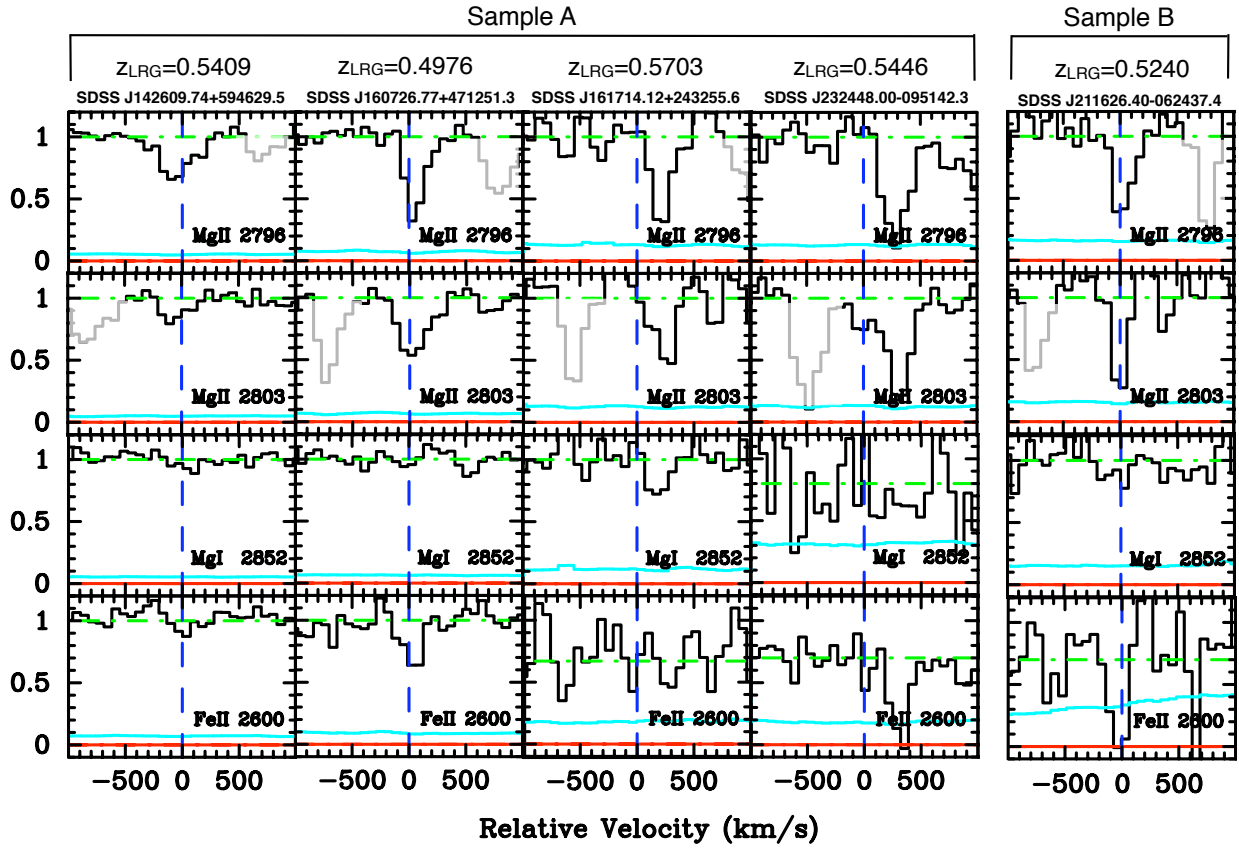 Sample A Sample B
zLRG=0.5409 zLRG=0.4976 zLRG=0.5703 zLRG=0.5446 zLRG=0.5240
SDSS J142609.74+594629.5 SDSS J160726.77+471251.3 SDSS J161714.12+243255.6 SDSS J232448.00-095142.3 SDSS J211626.40-062437.4
1
0.5
MgII 2796 MgII 2796 MgII 2796 MgII 2796 MgII 2796
0
1
0.5
MgII 2803 MgII 2803 MgII 2803 MgII 2803 MgII 2803
0
1
0.5
MgI 2852 MgI 2852 MgI 2852 MgI 2852 MgI 2852
0
1
0.5
FeII 2600 FeII 2600 FeII 2600 FeII 2600 FeII 2600
0
−500 0 500 −500 0 500 −500 0 500 −500 0 500 −500 0 500
Relative Velocity (km/s)